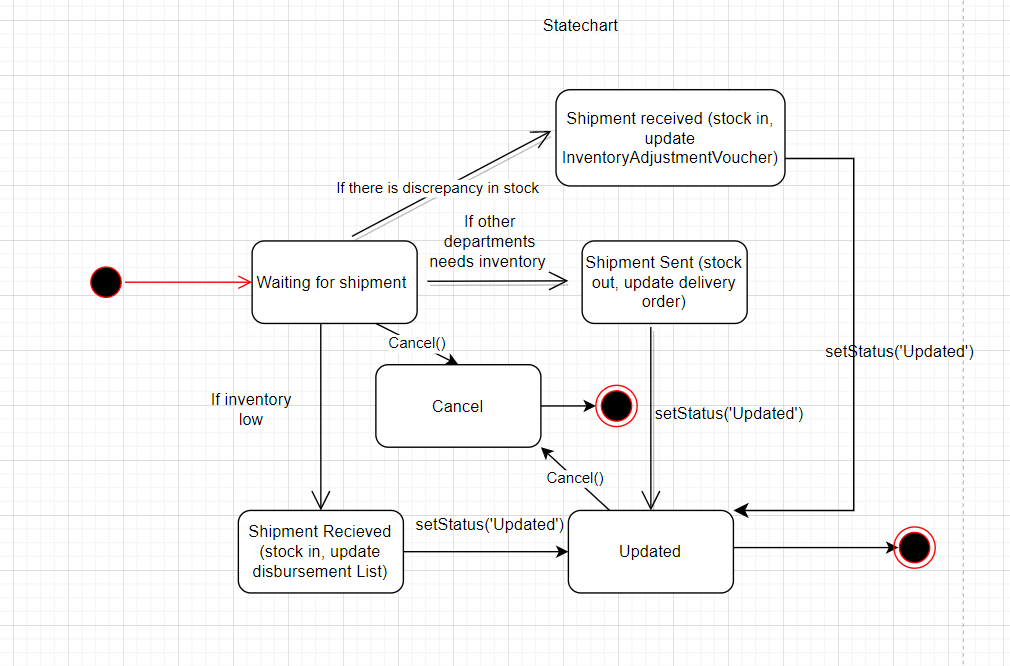 Statechart
Shipment received (stock in,
update
InventoryAdjustmentVoucher)
If there is discrepancy in stock
If other
departments
needs inventory
Waiting for shipment
Shipment Sent (stock
out, update delivery
order)
Cancel()
setStatus('Updated')
If inventory
low
Cancel
setStatus('Updated')
Cancel()
Shipment Recieved
(stock in, update
disbursement List)
setStatus('Updated')
Updated